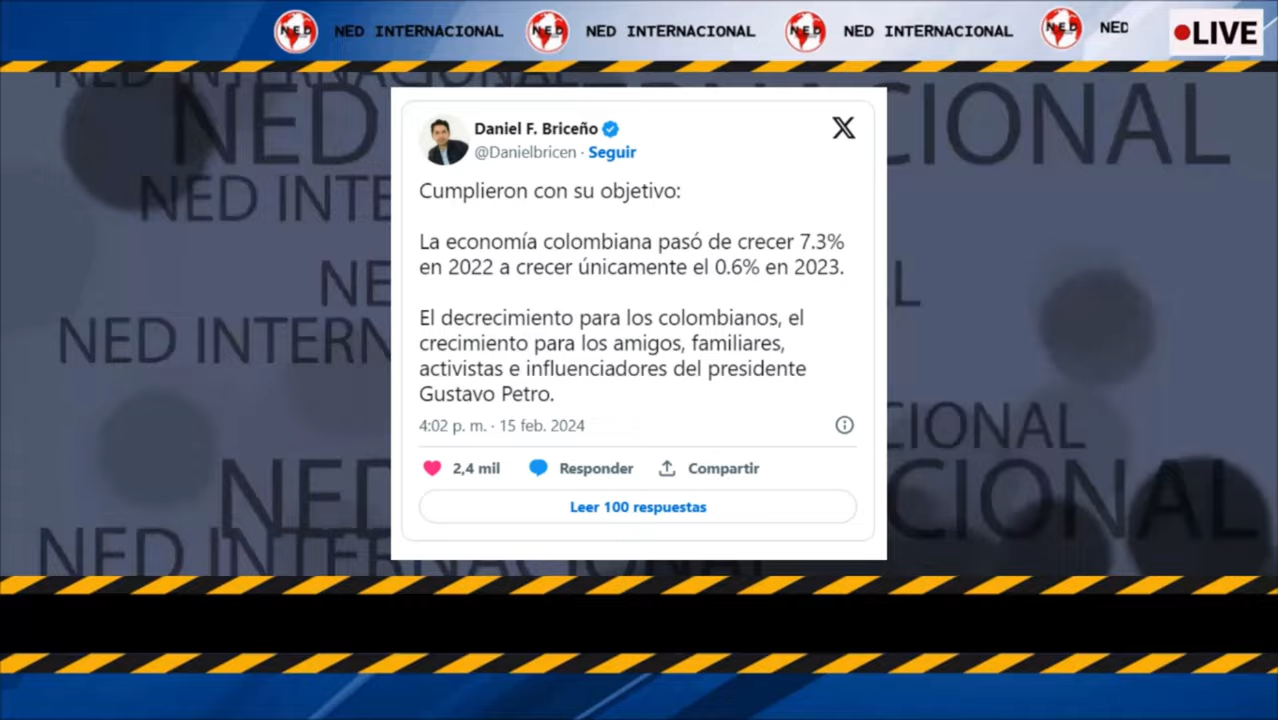 NED INTERNACIONAL
NED INTERNACIONAL
NED INTERNACIONAL
NED
LIVE
NED INTERNACIONAL
Daniel F. Briceño
@Danielbricen · Seguir
Cumplieron con su objetivo:
La economía colombiana pasó de crecer 7.3%
en 2022 a crecer únicamente el 0.6% en 2023.
El decrecimiento para los colombianos, el
crecimiento para los amigos, familiares,
activistas e influenciadores del presidente
Gustavo Petro.
4:02 p. m. · 15 feb. 2024
2,4 mil
Responder
Compartir
Leer 100 respuestas